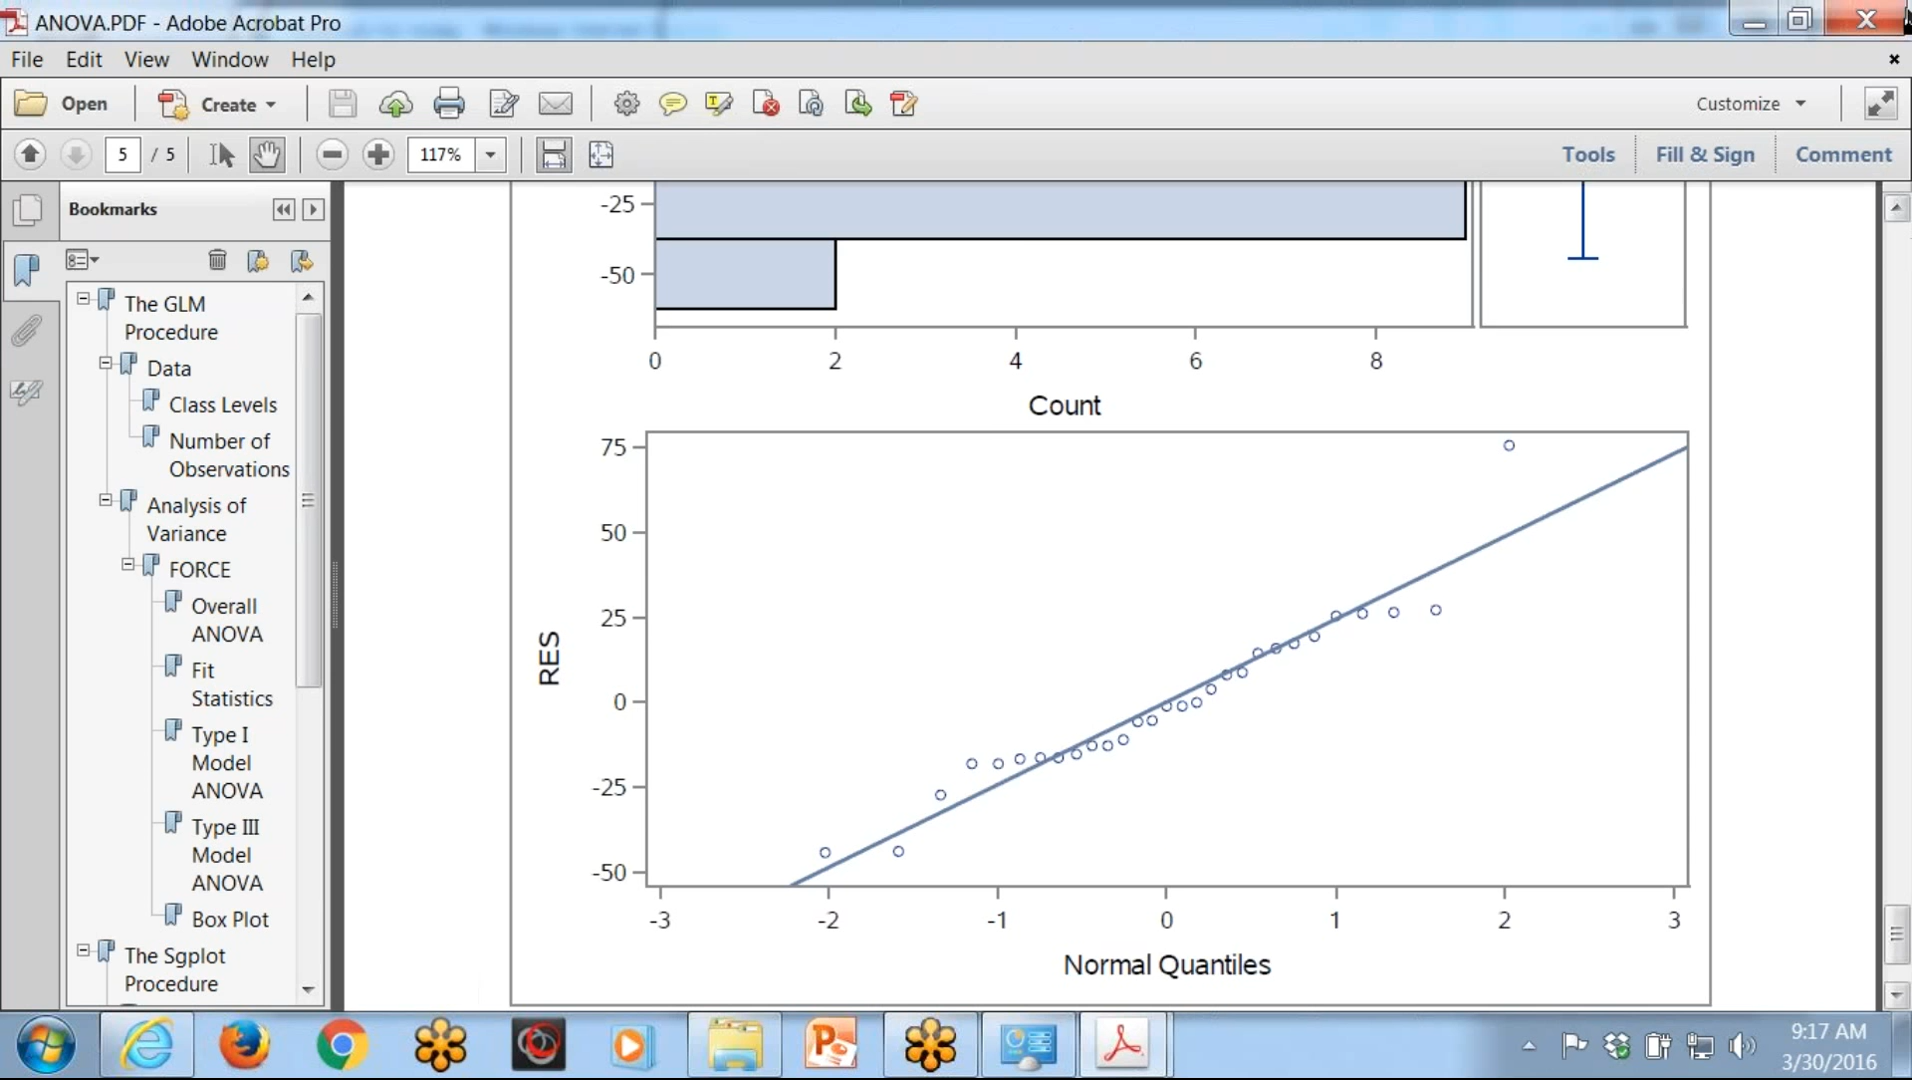 ANOVA.PDF - Adobe Acrobat Pro
File Edit View Window Help
Open Create Customize
5 / 5 117% Tools Fill & Sign Comment
Bookmarks
The GLM
Procedure
Data
Class Levels
Number of
Observations
Analysis of
Variance
FORCE
Overall
ANOVA
Fit
Statistics
Type I
Model
ANOVA
Type III
Model
ANOVA
Box Plot
The Sgplot
Procedure
-25
-50
0 2 4 6 8
Count
75
50
25
0
-25
-50
RES
-3 -2 -1 0 1 2 3
Normal Quantiles
9:17 AM
3/30/2016